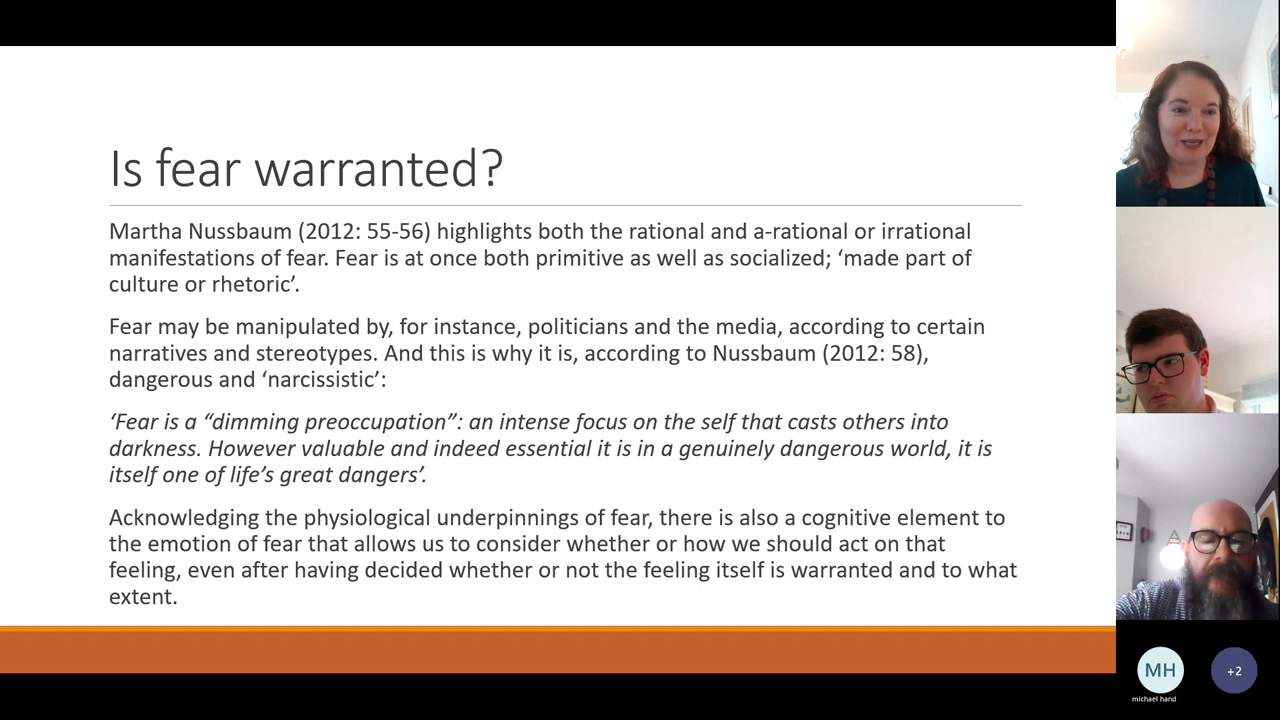 Is fear warranted?
Martha Nussbaum (2012: 55-56) highlights both the rational and a-rational or irrational
manifestations of fear. Fear is at once both primitive as well as socialized; ‘made part of
culture or rhetoric’.
Fear may be manipulated by, for instance, politicians and the media, according to certain
narratives and stereotypes. And this is why it is, according to Nussbaum (2012: 58),
dangerous and ‘narcissistic’:
‘Fear is a “dimming preoccupation”: an intense focus on the self that casts others into
darkness. However valuable and indeed essential it is in a genuinely dangerous world, it is
itself one of life’s great dangers’.
Acknowledging the physiological underpinnings of fear, there is also a cognitive element to
the emotion of fear that allows us to consider whether or how we should act on that
feeling, even after having decided whether or not the feeling itself is warranted and to what
extent.
MH
+2
michael hand